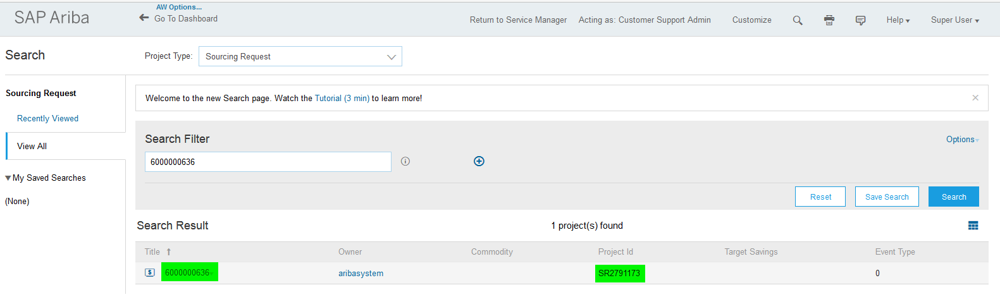 AW Options...
SAP Ariba
Go To Dashboard
Return to Service Manager
Acting as: Customer Support Admin
Customize
Help
Super User
Search
Project Type:
Sourcing Request
Sourcing Request
Recently Viewed
View All
My Saved Searches
(None)
Welcome to the new Search page. Watch the Tutorial (3 min) to learn more!
Search Filter
Options
6000000636
Reset
Save Search
Search
Search Result
1 project(s) found
Title ↑ Owner Commodity Project Id Target Savings Event Type
6000000636 aribasystem SR2791173 0